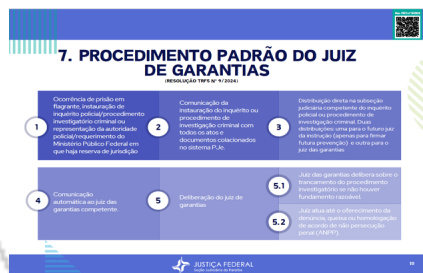 7. PROCEDIMENTO PADRÃO DO JUIZ
DE GARANTIAS
(RESOLUÇÃO TRF5 Nº 9/2024)
1
Ocorrência de prisão em
flagrante, instauração de
inquérito policial/procedimento
investigatório criminal ou
representação da autoridade
policial/requerimento do
Ministério Público Federal em
que haja reserva de jurisdição
2
Comunicação da
instauração do inquérito ou
procedimento de
investigação criminal com
todos os atos e
documentos colacionados
no sistema PJe.
3
Distribuição direta na subseção
judiciária competente do inquérito
policial ou procedimento de
investigação criminal. Duas
distribuições: uma para o futuro juiz
da instrução (apenas para firmar
futura prevenção) e outra para o
juiz das garantias
4
Comunicação
automática ao juiz das
garantias competente.
5
Deliberação do juiz de
garantias
5.1
Juiz das garantias delibera sobre o
trancamento do procedimento
investigatório se não houver
fundamento razoável.
5.2
Juiz atua até o oferecimento da
denúncia, queixa ou homologação
de acordo de não persecução
penal (ANPP).
JUSTIÇA FEDERAL
Seção Judiciária da Paraíba